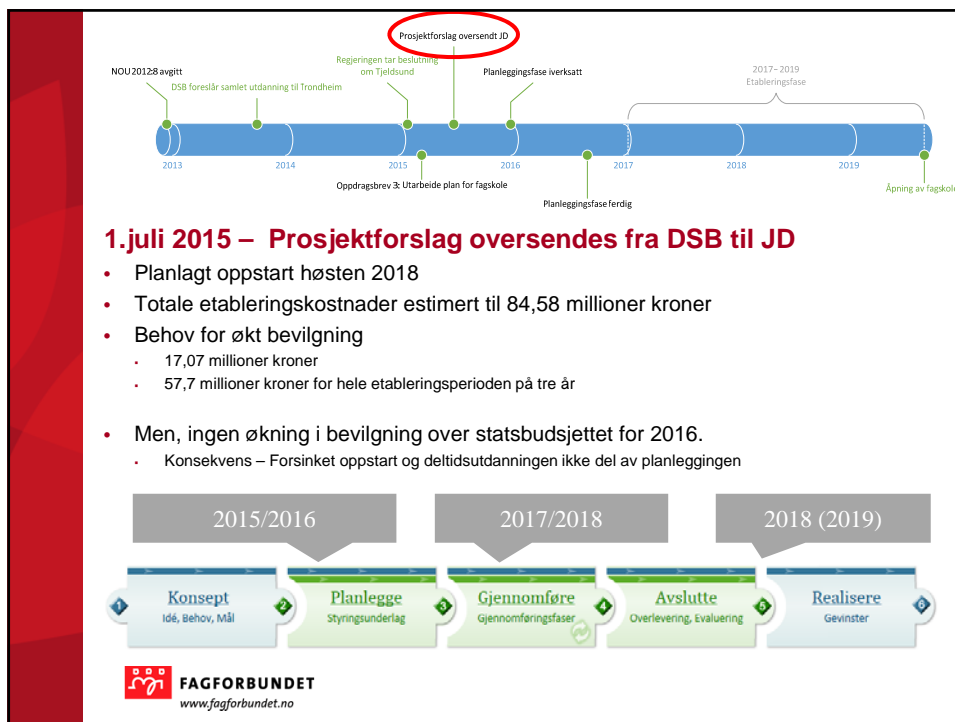 Prosjektforslag oversendt JD
Regjeringen tar beslutning
om Tjeldsund
NOU 2012:8 avgitt
Planleggingsfase iverksatt
2017–2019
Etableringsfase
DSB foreslår samlet utdanning til Trondheim
2013
2014
2015
2016
2017
2018
2019
Oppdragsbrev 3: Utarbeide plan for fagskole
Åpning av fagskole
Planleggingsfase ferdig
1.juli 2015 – Prosjektforslag oversendes fra DSB til JD
• Planlagt oppstart høsten 2018
• Totale etableringskostnader estimert til 84,58 millioner kroner
• Behov for økt bevilgning
▪ 17,07 millioner kroner
▪ 57,7 millioner kroner for hele etableringsperioden på tre år
• Men, ingen økning i bevilgning over statsbudsjettet for 2016.
▪ Konsekvens – Forsinket oppstart og deltidsutdanningen ikke del av planleggingen
2015/2016
2017/2018
2018 (2019)
1
Konsept
Idé, Behov, Mål
2
Planlegge
Styringsunderlag
3
Gjennomføre
Gjennomføringsfaser
4
Avslutte
Overlevering, Evaluering
5
Realisere
Gevinster
6
FAGFORBUNDET
www.fagforbundet.no